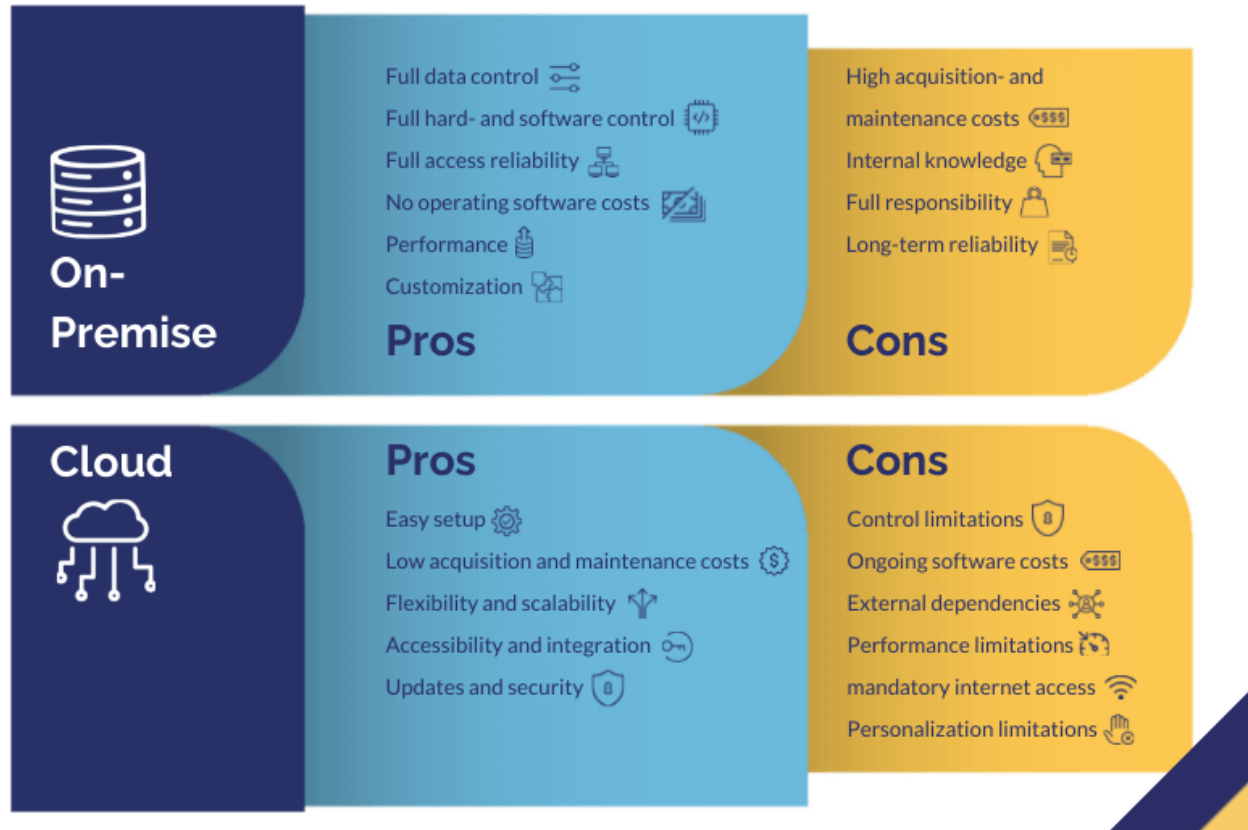 On-
Premise
Full data control
Full hard- and software control
Full access reliability
No operating software costs
Performance
Customization
Pros
High acquisition- and
maintenance costs
$$$
Internal knowledge
Full responsibility
Long-term reliability
Cons
Cloud
Pros
Easy setup
Low acquisition and maintenance costs
$
Flexibility and scalability
Accessibility and integration
Updates and security
Cons
Control limitations
Ongoing software costs
$$$
External dependencies
Performance limitations
mandatory internet access
Personalization limitations